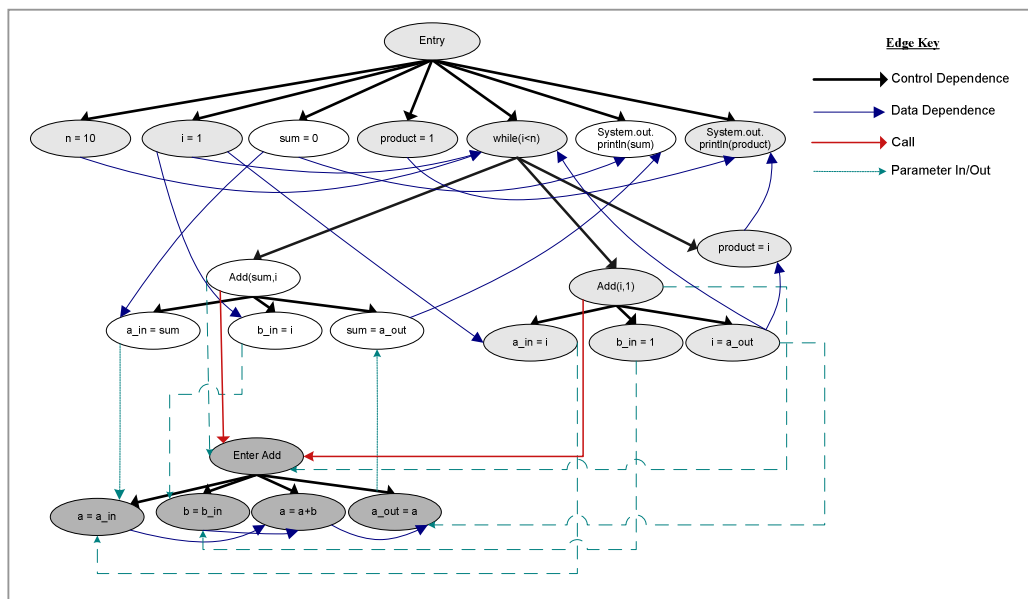 Entry
Edge Key
Control Dependence
Data Dependence
Call
Parameter In/Out
n = 10
i = 1
sum = 0
product = 1
while(i<n)
System.out.
println(sum)
System.out.
println(product)
product = i
Add(sum,i
Add(i,1)
a_in = sum
b_in = i
sum = a_out
a_in = i
b_in = 1
i = a_out
Enter Add
a = a_in
b = b_in
a = a+b
a_out = a